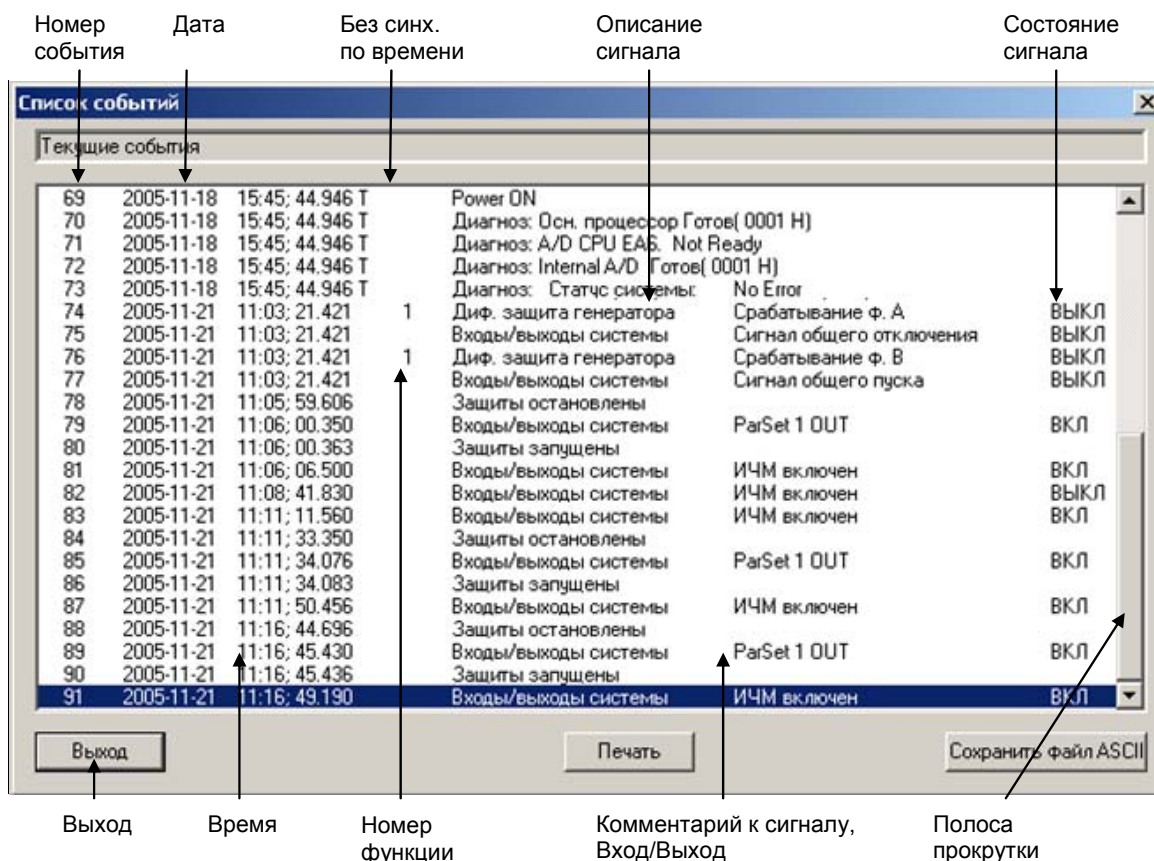 Номер Дата Без синх. Описание Состояние
события по времени сигнала сигнала
Список событий
Текущие события
69 2005-11-18 15:45; 44.946 T Power ON
70 2005-11-18 15:45; 44.946 T Диагноз: Осн. процессор Готов( 0001 H)
71 2005-11-18 15:45; 44.946 T Диагноз: A/D CPU EA6. Not Ready
72 2005-11-18 15:45; 44.946 T Диагноз: Internal A/D Готов( 0001 H)
73 2005-11-18 15:45; 44.946 T Диагноз: Статус системы: No Error
74 2005-11-21 11:03; 21.421 1 Диф. защита генератора Срабатывание ф. А ВЫКЛ
75 2005-11-21 11:03; 21.421 Входы/выходы системы Сигнал общего отключения ВЫКЛ
76 2005-11-21 11:03; 21.421 1 Диф. защита генератора Срабатывание ф. В ВЫКЛ
77 2005-11-21 11:03; 21.421 Входы/выходы системы Сигнал общего пуска ВЫКЛ
78 2005-11-21 11:05; 59.606 Защиты остановлены
79 2005-11-21 11:06; 00.350 Входы/выходы системы ParSet 1 OUT ВКЛ
80 2005-11-21 11:06; 00.363 Защиты запущены
81 2005-11-21 11:06; 06.500 Входы/выходы системы ИЧМ включен ВКЛ
82 2005-11-21 11:08; 41.830 Входы/выходы системы ИЧМ включен ВЫКЛ
83 2005-11-21 11:11; 11.560 Входы/выходы системы ИЧМ включен ВКЛ
84 2005-11-21 11:11; 33.350 Защиты остановлены
85 2005-11-21 11:11; 34.076 Входы/выходы системы ParSet 1 OUT ВКЛ
86 2005-11-21 11:11; 34.083 Защиты запущены
87 2005-11-21 11:11; 50.456 Входы/выходы системы ИЧМ включен ВКЛ
88 2005-11-21 11:16; 44.696 Защиты остановлены
89 2005-11-21 11:16; 45.430 Входы/выходы системы ParSet 1 OUT ВКЛ
90 2005-11-21 11:16; 45.436 Защиты запущены
91 2005-11-21 11:16; 49.190 Входы/выходы системы ИЧМ включен ВКЛ
Выход Печать Сохранить файл ASCII
Выход Время Номер Комментарий к сигналу, Полоса
функции Вход/Выход прокрутки